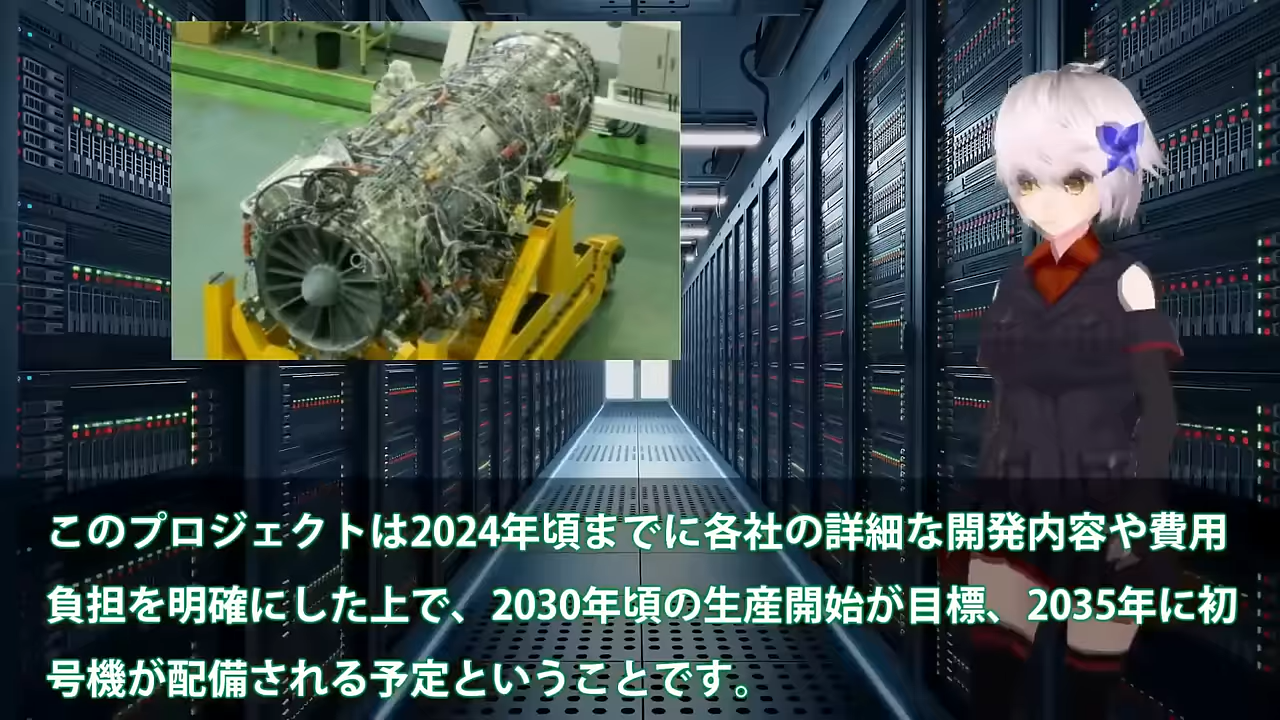 このプロジェクトは2024年頃までに各社の詳細な開発内容や費用
負担を明確にした上で、2030年頃の生産開始が目標、2035年に初
号機が配備される予定ということです。